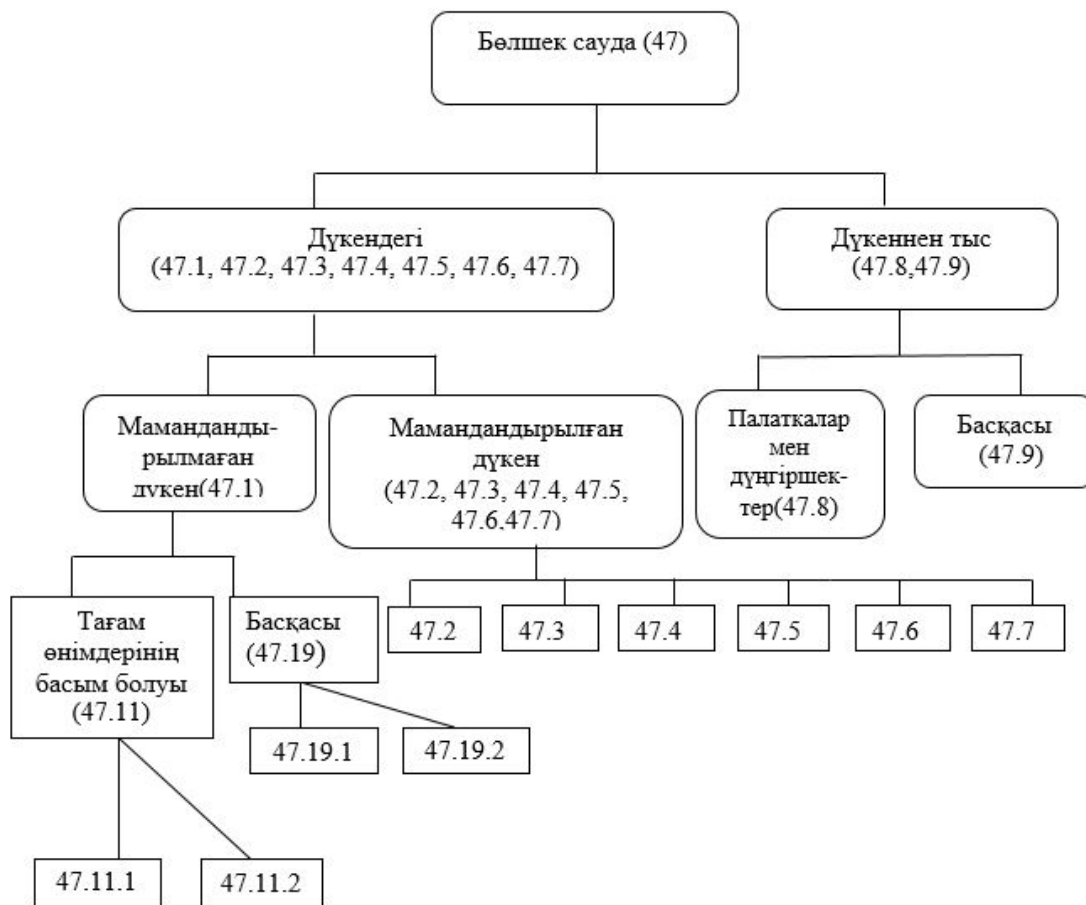 Бөлшек сауда (47)
Дүкендегі
(47.1, 47.2, 47.3, 47.4, 47.5, 47.6, 47.7)
Дүкеннен тыс
(47.8,47.9)
Маманданды-
рылмаған
дүкен(47.1)
Мамандандырылған
дүкен
(47.2, 47.3, 47.4, 47.5,
47.6,47.7)
Палаткалар
мен
дүңгіршек-
тер(47.8)
Басқасы
(47.9)
Тағам
өнімдерінің
басым болуы
(47.11)
Басқасы
(47.19)
47.2
47.3
47.4
47.5
47.6
47.7
47.19.1
47.19.2
47.11.1
47.11.2